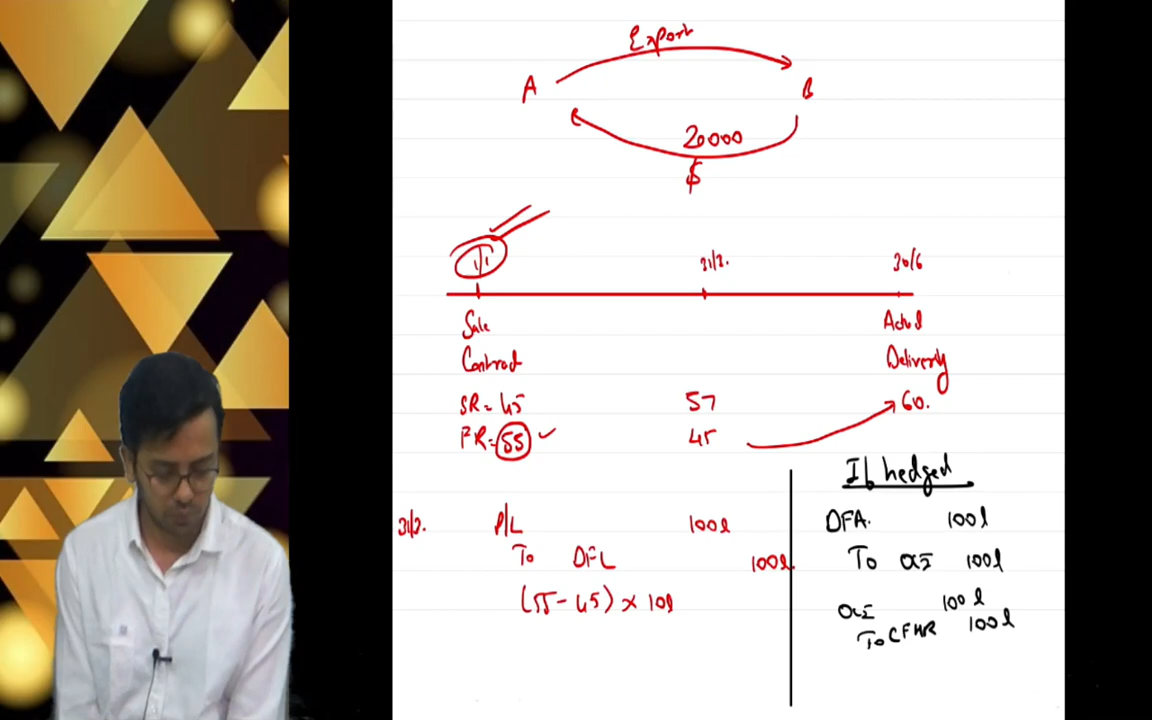 Export
A
B
20000
$
1/1
31/3.
30/6
Sale
Contract
Actual
Delivery
SR = 45
57
60.
FR = 55
45
If hedged
31/3.
P/L
100l
To DFL
100l
(55 - 45) × 10l
DFA.
100l
To OCI
100l
OCI
100l
To CFHR
100l